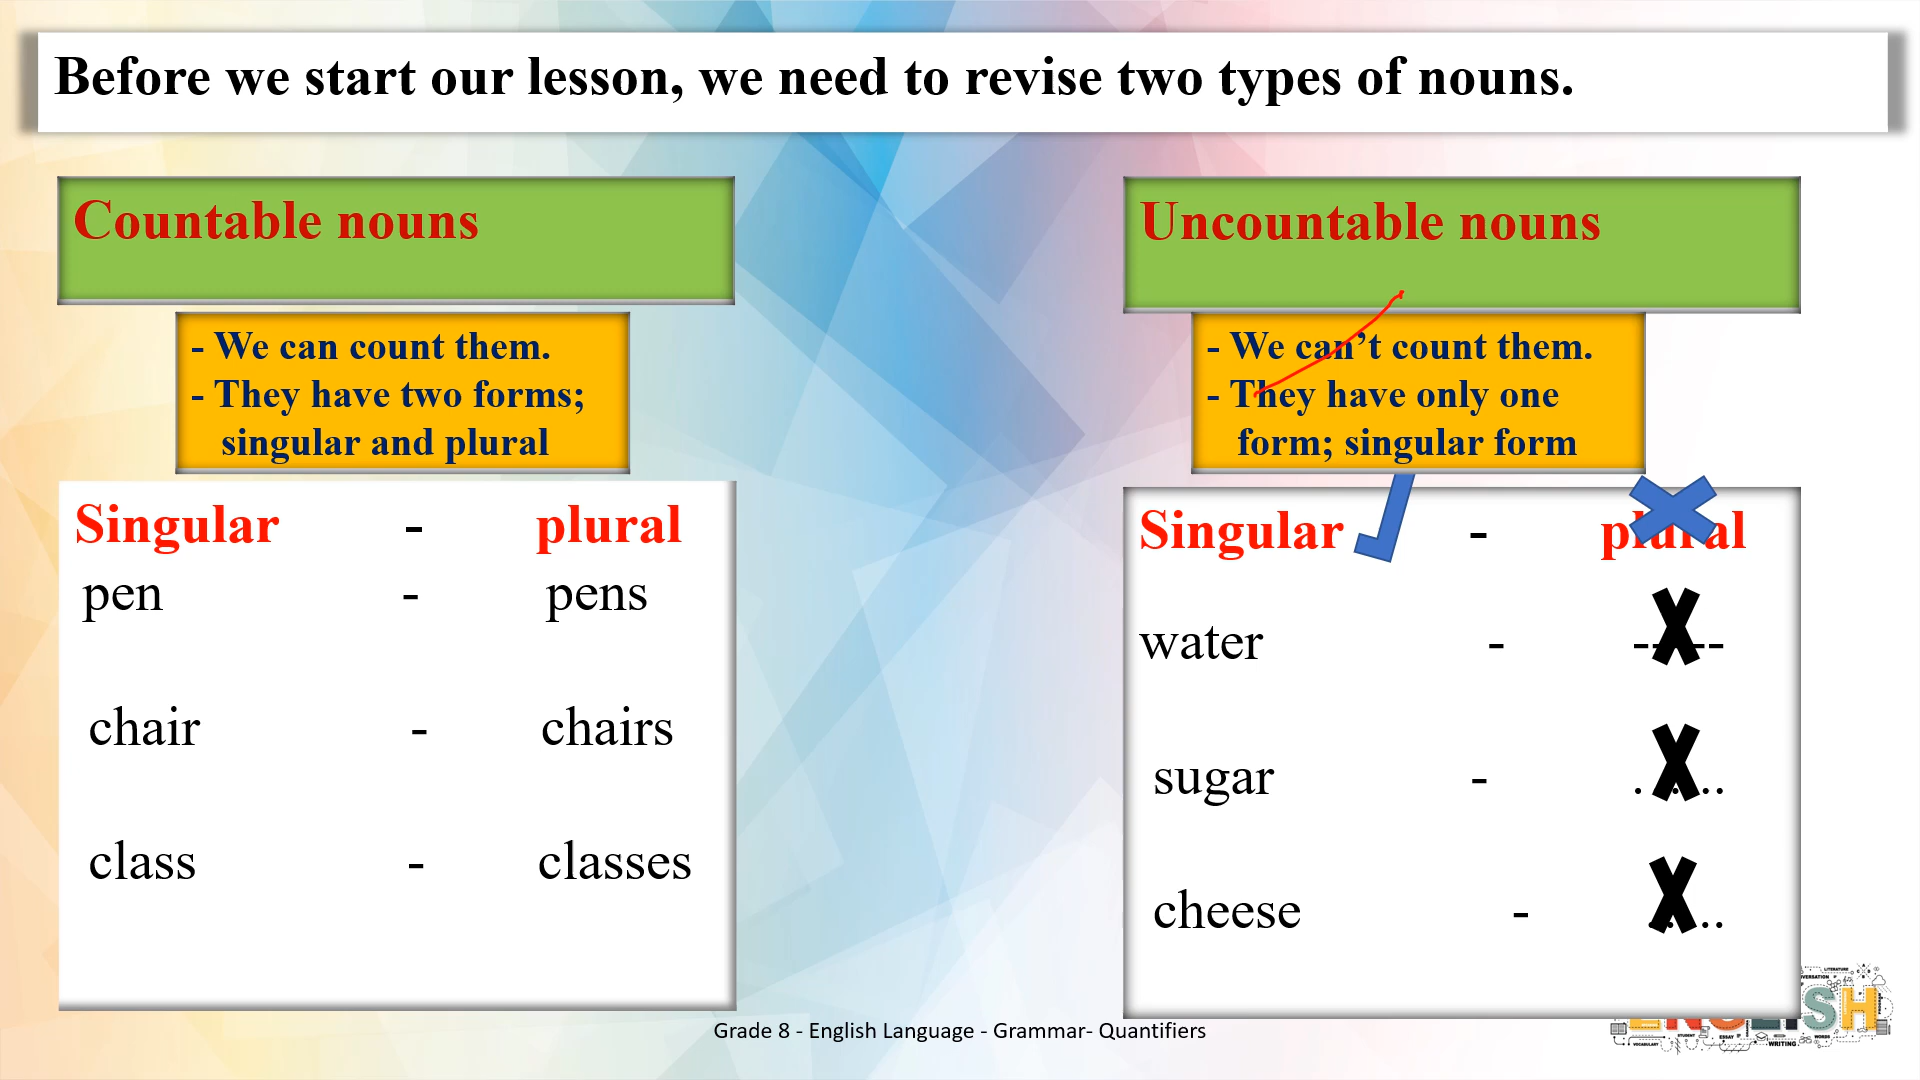 Before we start our lesson, we need to revise two types of nouns.
Countable nouns
- We can count them.
- They have two forms;
singular and plural
Singular - plural
pen - pens
chair - chairs
class - classes
Uncountable nouns
- We can't count them.
- They have only one
form; singular form
Singular - plural
water - -----
sugar - .....
cheese - .....
Grade 8 - English Language - Grammar- Quantifiers